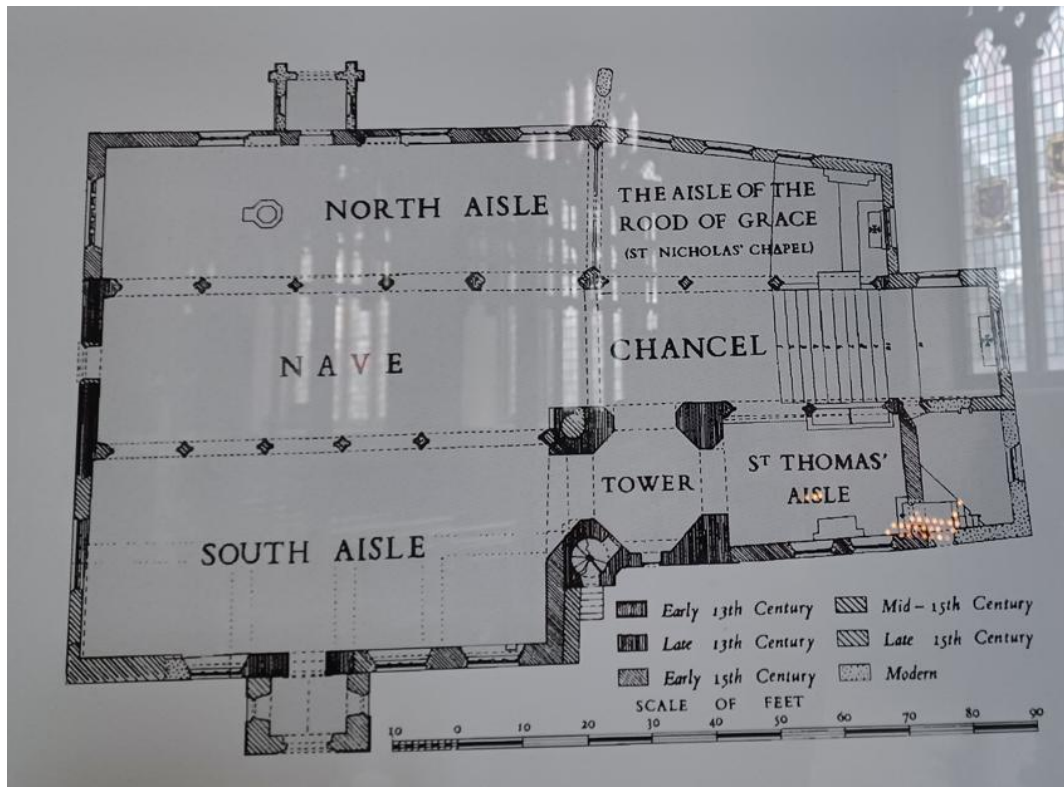 NORTH AISLE
THE AISLE OF THE
ROOD OF GRACE
(ST NICHOLAS' CHAPEL)
NAVE
CHANCEL
TOWER
ST THOMAS'
AISLE
SOUTH AISLE
Early 13th Century
Late 13th Century
Early 15th Century
Mid-15th Century
Late 15th Century
Modern
SCALE OF FEET
10 0 10 20 30 40 50 60 70 80 90